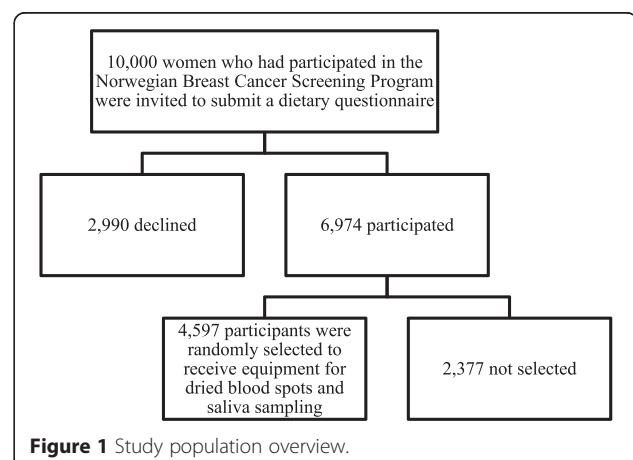 10,000 women who had participated in the
Norwegian Breast Cancer Screening Program
were invited to submit a dietary questionnaire
2,990 declined
6,974 participated
4,597 participants were
randomly selected to
receive equipment for
dried blood spots and
saliva sampling
2,377 not selected
Figure 1 Study population overview.